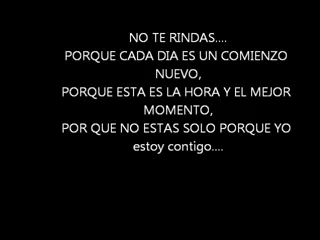 NO TE RINDAS....
PORQUE CADA DIA ES UN COMIENZO
NUEVO,
PORQUE ESTA ES LA HORA Y EL MEJOR
MOMENTO,
POR QUE NO ESTAS SOLO PORQUE YO
estoy contigo....